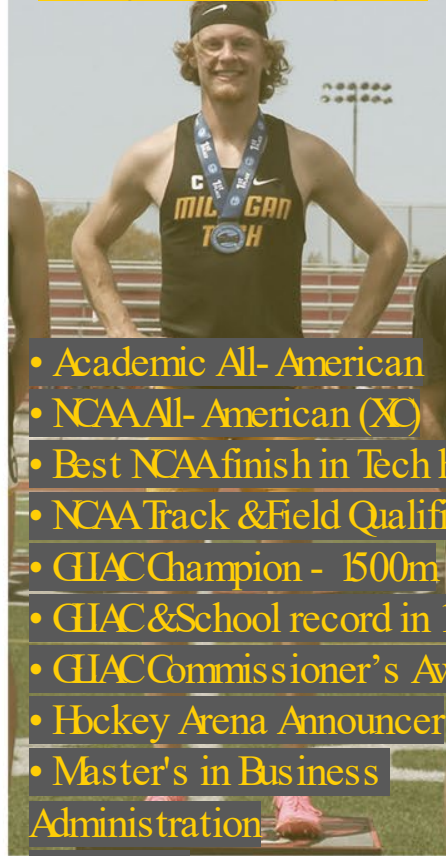 C
MICHIGAN
TECH
• Academic All-American
• NCAA All-American (XC)
• Best NCAA finish in Tech
• NCAA Track & Field
• GLIAC Champion - 1500m
• GLIAC & School record in
• GLIAC Commissioner’s
• Hockey Arena Announcer
• Master's in Business
Administration